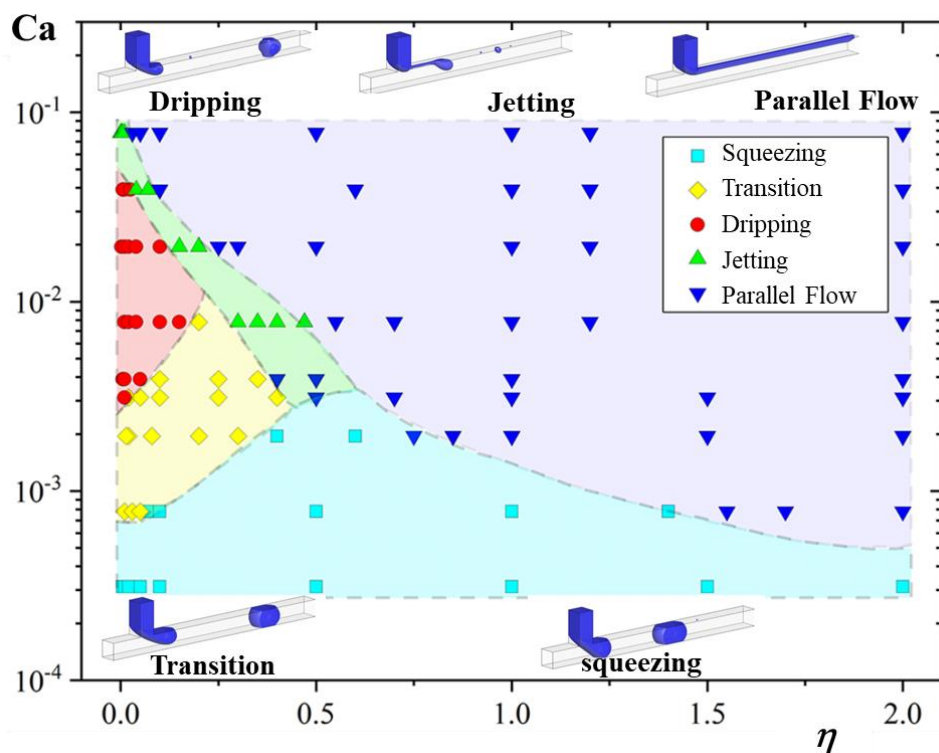 Ca
Dripping
Jetting
Parallel Flow
10⁻¹
Squeezing
Transition
Dripping
Jetting
Parallel Flow
10⁻²
10⁻³
Transition
squeezing
10⁻⁴
0.0 0.5 1.0 1.5 2.0
η